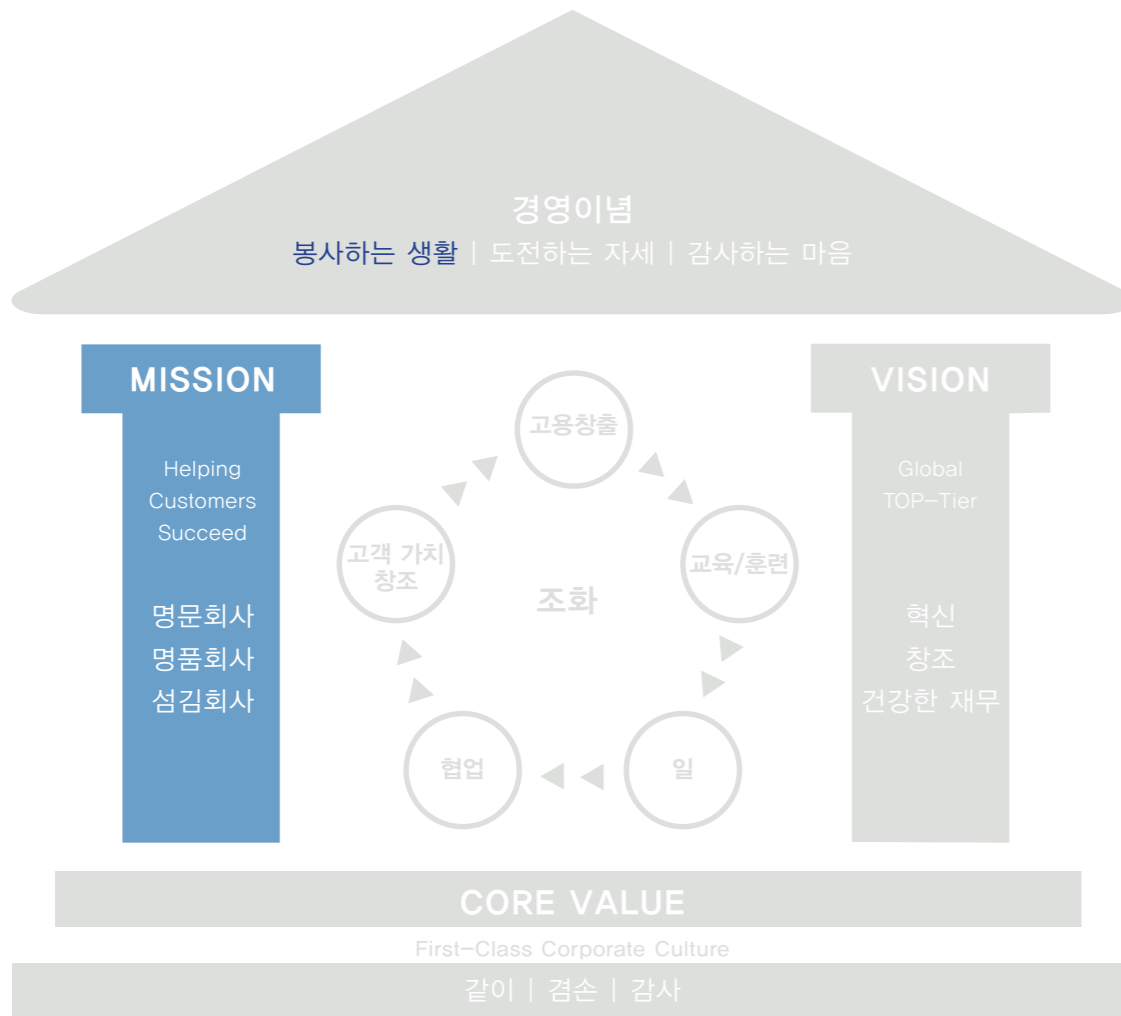 경영이념
봉사하는 생활 | 도전하는 자세 | 감사하는 마음
MISSION
Helping
Customers
Succeed
명문회사
명품회사
섬김회사
고용창출
고객 가치
창조
교육/훈련
조화
협업
일
VISION
Global
TOP-Tier
혁신
창조
건강한 재무
CORE VALUE
First-Class Corporate Culture
같이 | 겸손 | 감사